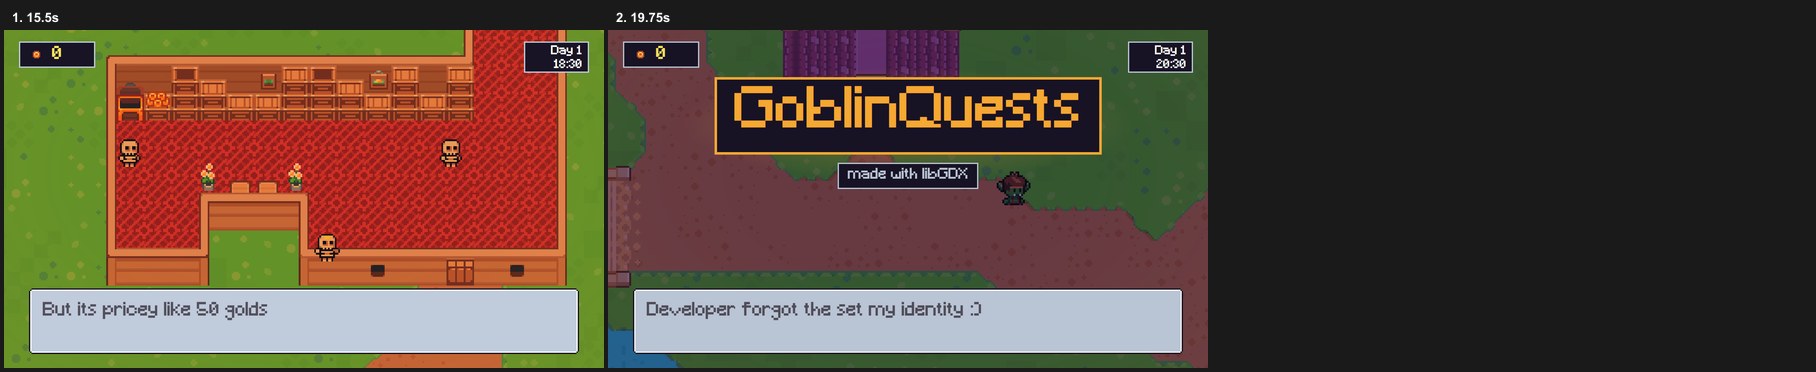 1. 15.5s
0
Day 1
18:30
But its pricey like 50 golds
2. 19.75s
0
Day 1
20:30
GoblinQuests
made with libGDX
Developer forgot the set my identity :)